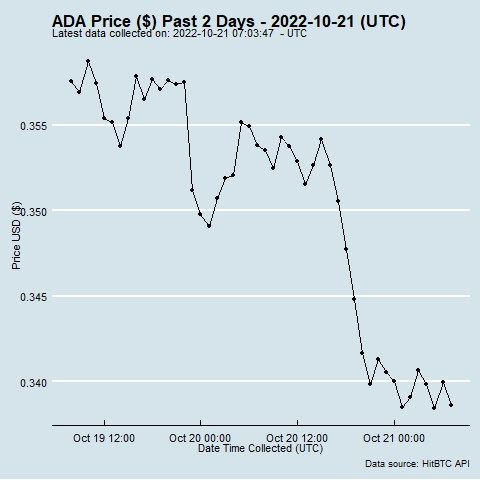 ADA Price ($) Past 2 Days - 2022-10-21 (UTC)
Latest data collected on: 2022-10-21 07:03:47 - UTC
0.355
0.350
0.345
0.340
Price USD ($)
Oct 19 12:00
Oct 20 00:00
Oct 20 12:00
Oct 21 00:00
Date Time Collected (UTC)
Data source: HitBTC API